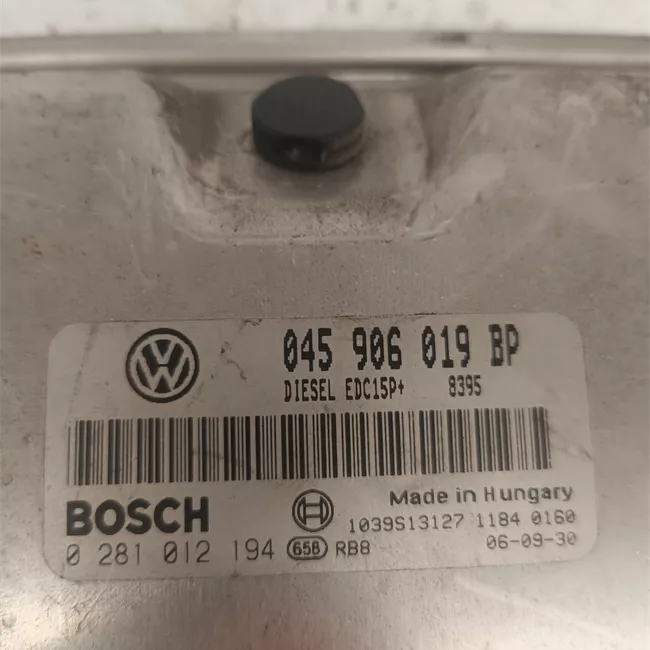 VW
045 906 019 BP
DIESEL EDC15P+ 8395
BOSCH
Made in Hungary
1039S13127 1184 0160
0 281 012 194 658 RB8 06-09-30